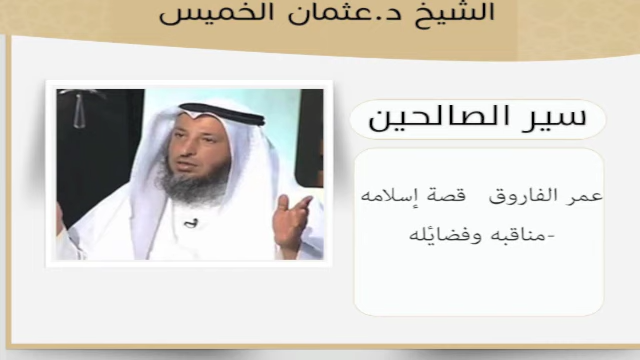 الشيخ د.عثمان الخميس
سير الصالحين
عمر الفاروق قصة إسلامه
-مناقبه وفضائله